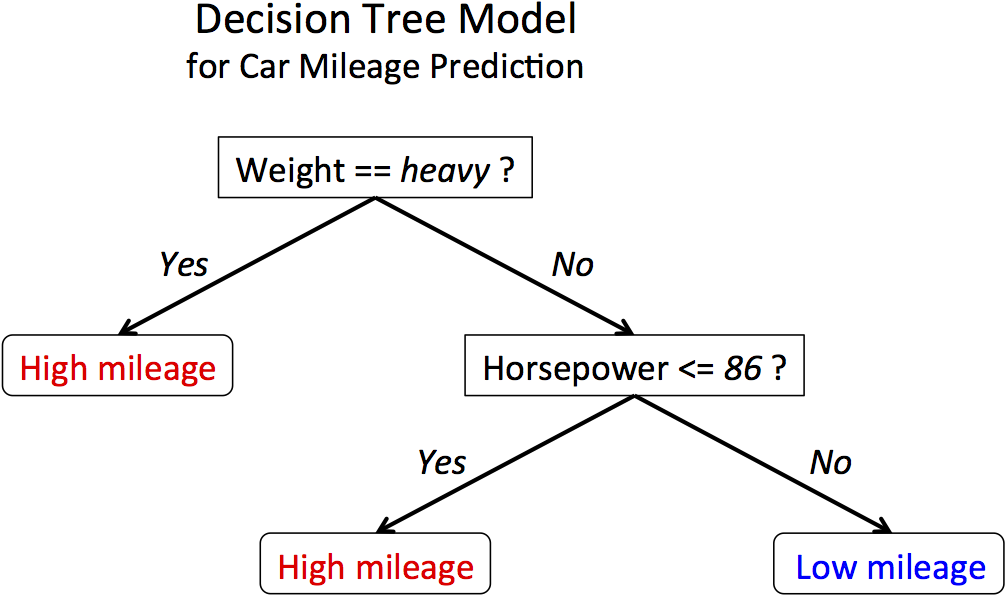 Decision Tree Model
for Car Mileage Prediction
Weight == heavy ?
Yes
No
High mileage
Horsepower <= 86 ?
Yes
No
High mileage
Low mileage